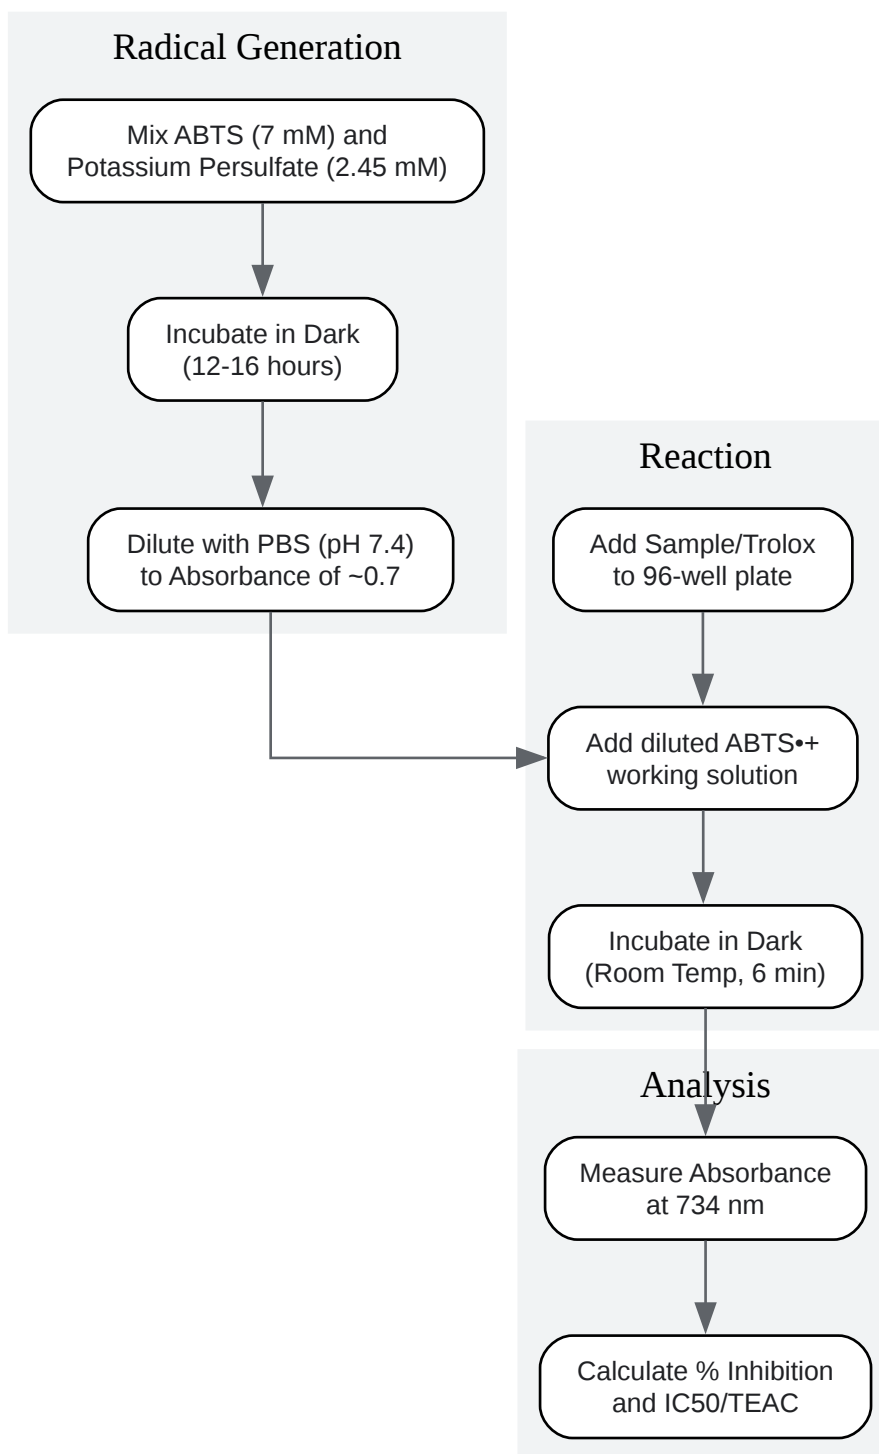 Radical Generation
Mix ABTS (7 mM) and
Potassium Persulfate (2.45 mM)
Incubate in Dark
(12-16 hours)
Dilute with PBS (pH 7.4)
to Absorbance of ~0.7
Reaction
Add Sample/Trolox
to 96-well plate
Add diluted ABTS•+
working solution
Incubate in Dark
(Room Temp, 6 min)
Analysis
Measure Absorbance
at 734 nm
Calculate % Inhibition
and IC50/TEAC